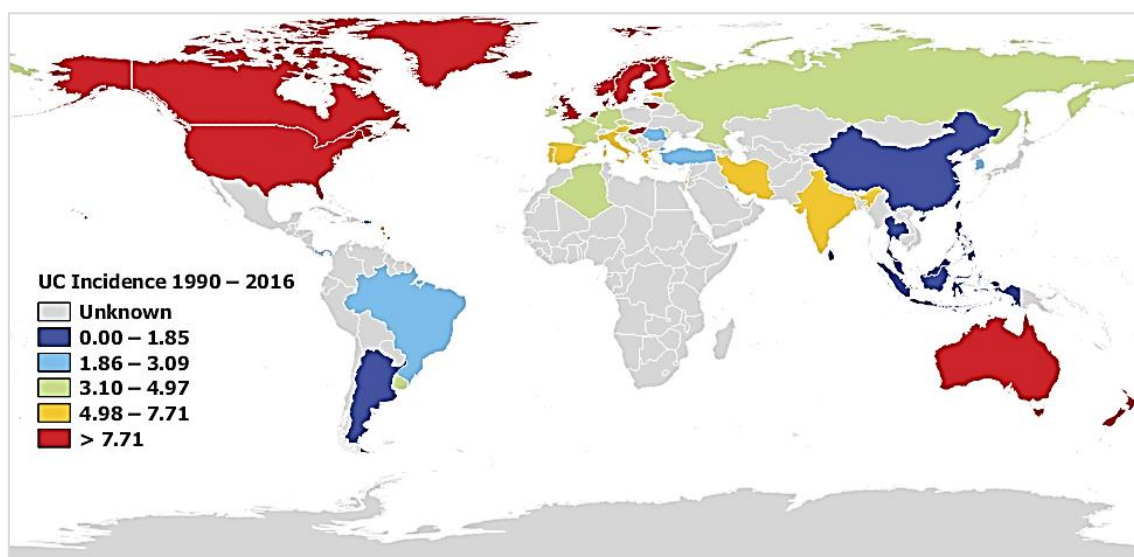 UC Incidence 1990 – 2016
Unknown
0.00 – 1.85
1.86 – 3.09
3.10 – 4.97
4.98 – 7.71
> 7.71